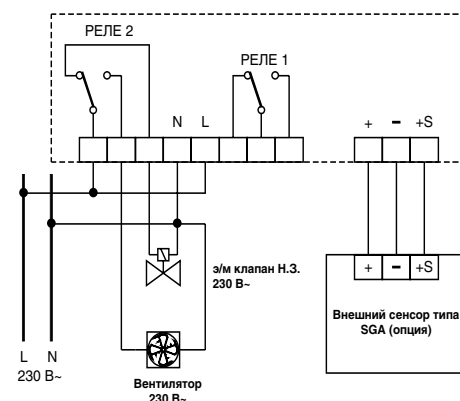 РЕЛЕ 2
РЕЛЕ 1
N L
+ - +S
+ - +S
э/м клапан Н.З.
230 В~
Внешний сенсор типа
SGA (опция)
L N
230 В~
Вентилятор
230 В~